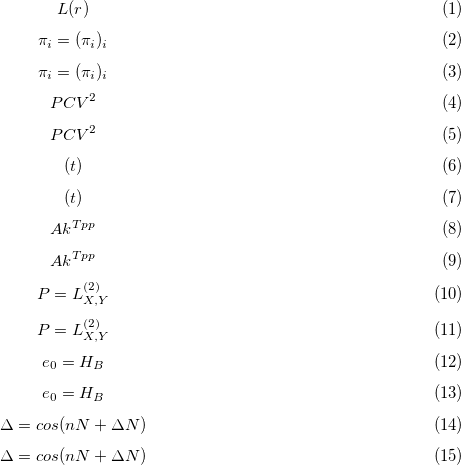 L(r) (1)
π_i = (π_i)_i (2)
π_i = (π_i)_i (3)
PCV^2 (4)
PCV^2 (5)
(t) (6)
(t) (7)
Ak^{Tpp} (8)
Ak^{Tpp} (9)
P = L_{X,Y}^{(2)} (10)
P = L_{X,Y}^{(2)} (11)
e_0 = H_B (12)
e_0 = H_B (13)
Δ = cos(nN + ΔN) (14)
Δ = cos(nN + ΔN) (15)